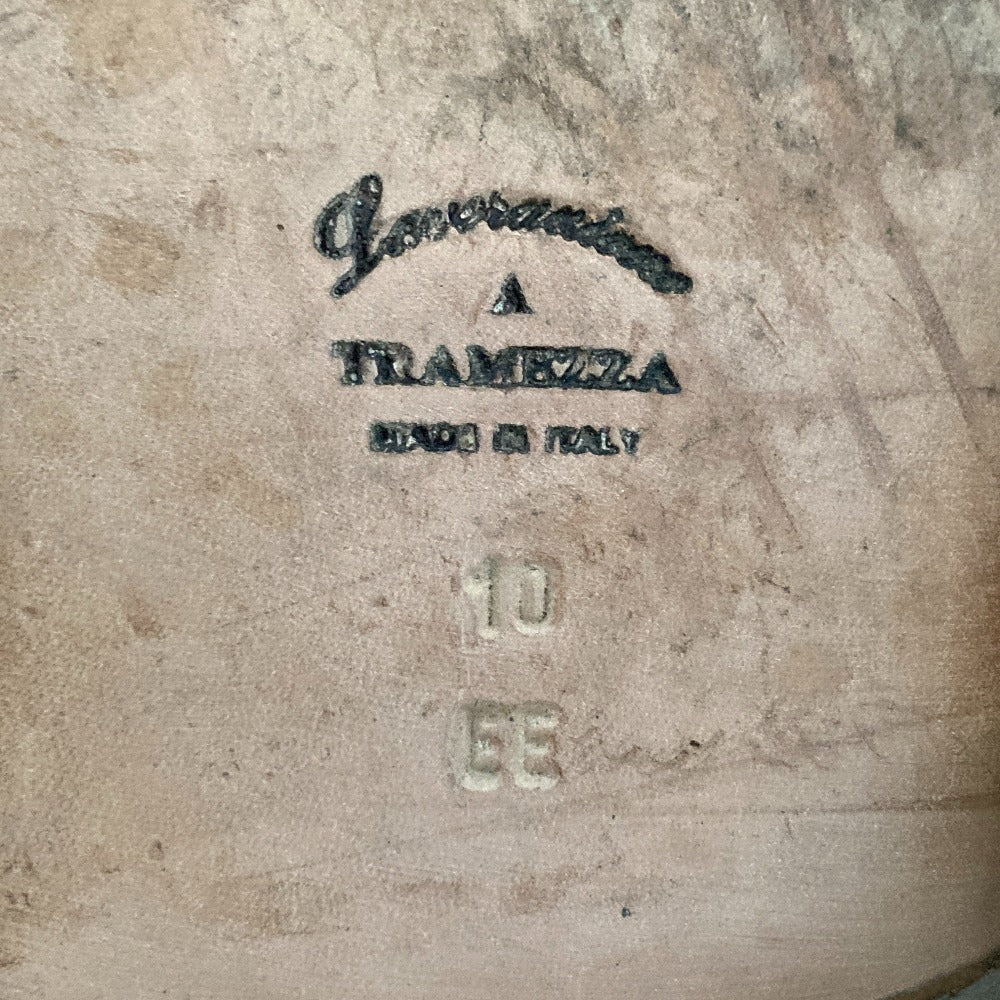 Lavorazione
A
TRAMEZZA
MADE IN ITALY
10
EE